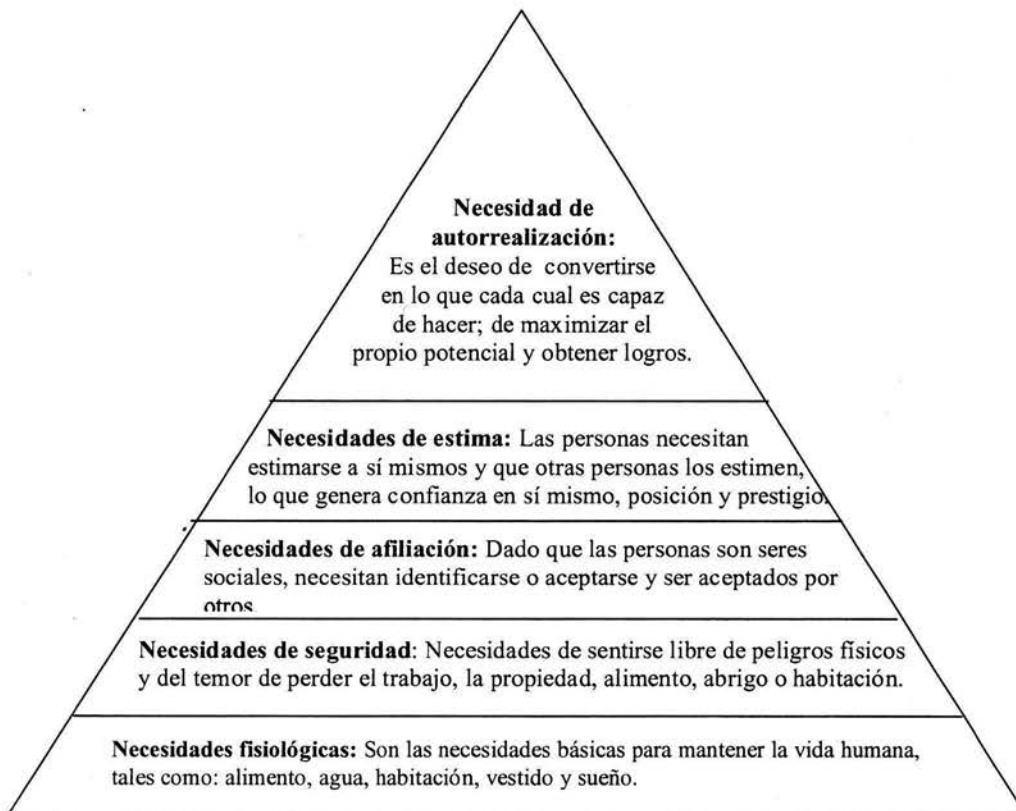 Necesidad de
autorrealización:
Es el deseo de convertirse
en lo que cada cual es capaz
de hacer; de maximizar el
propio potencial y obtener logros.
Necesidades de estima: Las personas necesitan
estimarse a sí mismos y que otras personas los estimen,
lo que genera confianza en sí mismo, posición y prestigio.
Necesidades de afiliación: Dado que las personas son seres
sociales, necesitan identificarse o aceptarse y ser aceptados por
otros.
Necesidades de seguridad: Necesidades de sentirse libre de peligros físicos
y del temor de perder el trabajo, la propiedad, alimento, abrigo o habitación.
Necesidades fisiológicas: Son las necesidades básicas para mantener la vida humana,
tales como: alimento, agua, habitación, vestido y sueño.